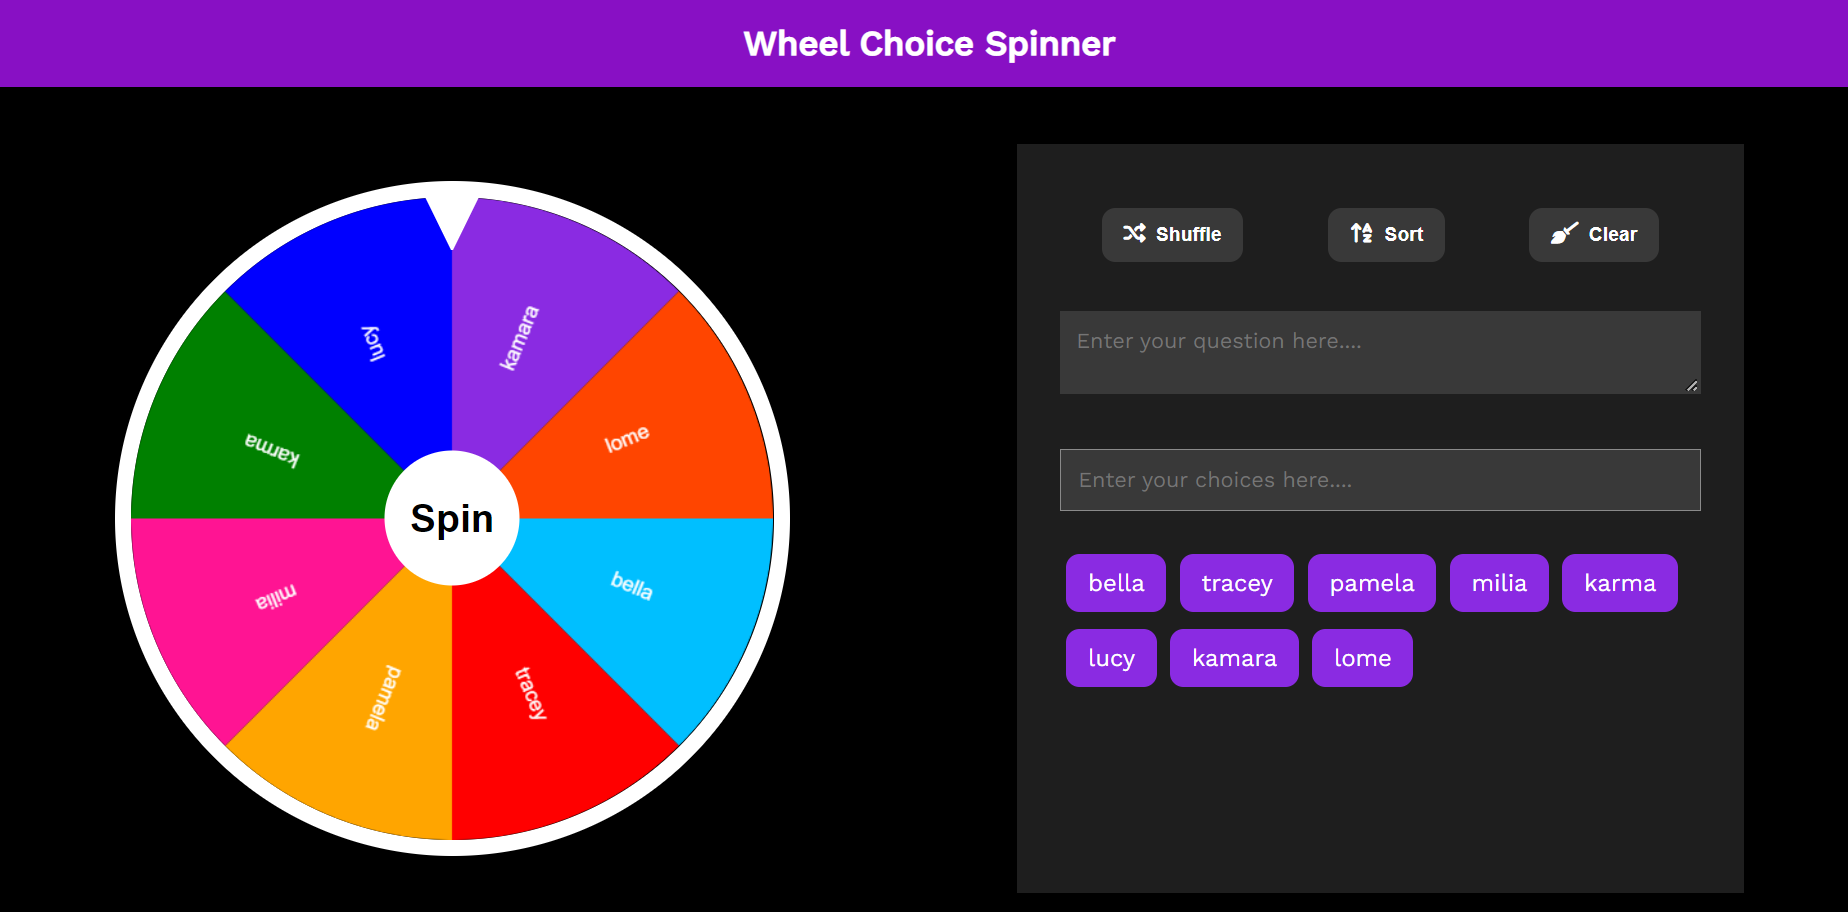 Wheel Choice Spinner
Shuffle Sort Clear
Enter your question here....
Enter your choices here....
bella tracey pamela milia karma
lucy kamara lome
lucy
kamara
karma
lome
Spin
milia
bella
pamela
tracey